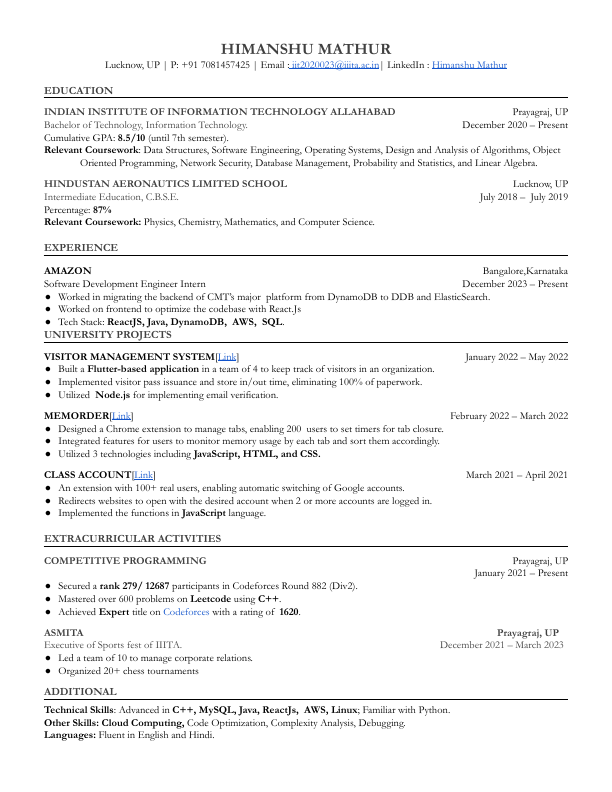 HIMANSHU MATHUR
Lucknow, UP | P: +91 7081457425 | Email : iit2020023@iiita.ac.in| LinkedIn : Himanshu Mathur
EDUCATION
INDIAN INSTITUTE OF INFORMATION TECHNOLOGY ALLAHABAD Prayagraj, UP
Bachelor of Technology, Information Technology. December 2020 – Present
Cumulative GPA: 8.5/10 (until 7th semester).
Relevant Coursework: Data Structures, Software Engineering, Operating Systems, Design and Analysis of Algorithms, Object
Oriented Programming, Network Security, Database Management, Probability and Statistics, and Linear Algebra.
HINDUSTAN AERONAUTICS LIMITED SCHOOL Lucknow, UP
Intermediate Education, C.B.S.E. July 2018 – July 2019
Percentage: 87%
Relevant Coursework: Physics, Chemistry, Mathematics, and Computer Science.
EXPERIENCE
AMAZON Bangalore,Karnataka
Software Development Engineer Intern December 2023 – Present
● Worked in migrating the backend of CMT's major platform from DynamoDB to DDB and ElasticSearch.
● Worked on frontend to optimize the codebase with React.Js
● Tech Stack: ReactJS, Java, DynamoDB, AWS, SQL.
UNIVERSITY PROJECTS
VISITOR MANAGEMENT SYSTEM[Link] January 2022 – May 2022
● Built a Flutter-based application in a team of 4 to keep track of visitors in an organization.
● Implemented visitor pass issuance and store in/out time, eliminating 100% of paperwork.
● Utilized Node.js for implementing email verification.
MEMORDER[Link] February 2022 – March 2022
● Designed a Chrome extension to manage tabs, enabling 200 users to set timers for tab closure.
● Integrated features for users to monitor memory usage by each tab and sort them accordingly.
● Utilized 3 technologies including JavaScript, HTML, and CSS.
CLASS ACCOUNT[Link] March 2021 – April 2021
● An extension with 100+ real users, enabling automatic switching of Google accounts.
● Redirects websites to open with the desired account when 2 or more accounts are logged in.
● Implemented the functions in JavaScript language.
EXTRACURRICULAR ACTIVITIES
COMPETITIVE PROGRAMMING Prayagraj, UP
January 2021 – Present
● Secured a rank 279/ 12687 participants in Codeforces Round 882 (Div2).
● Mastered over 600 problems on Leetcode using C++.
● Achieved Expert title on Codeforces with a rating of 1620.
ASMITA Prayagraj, UP
Executive of Sports fest of IIITA. December 2021 – March 2023
● Led a team of 10 to manage corporate relations.
● Organized 20+ chess tournaments
ADDITIONAL
Technical Skills: Advanced in C++, MySQL, Java, ReactJs, AWS, Linux; Familiar with Python.
Other Skills: Cloud Computing, Code Optimization, Complexity Analysis, Debugging.
Languages: Fluent in English and Hindi.